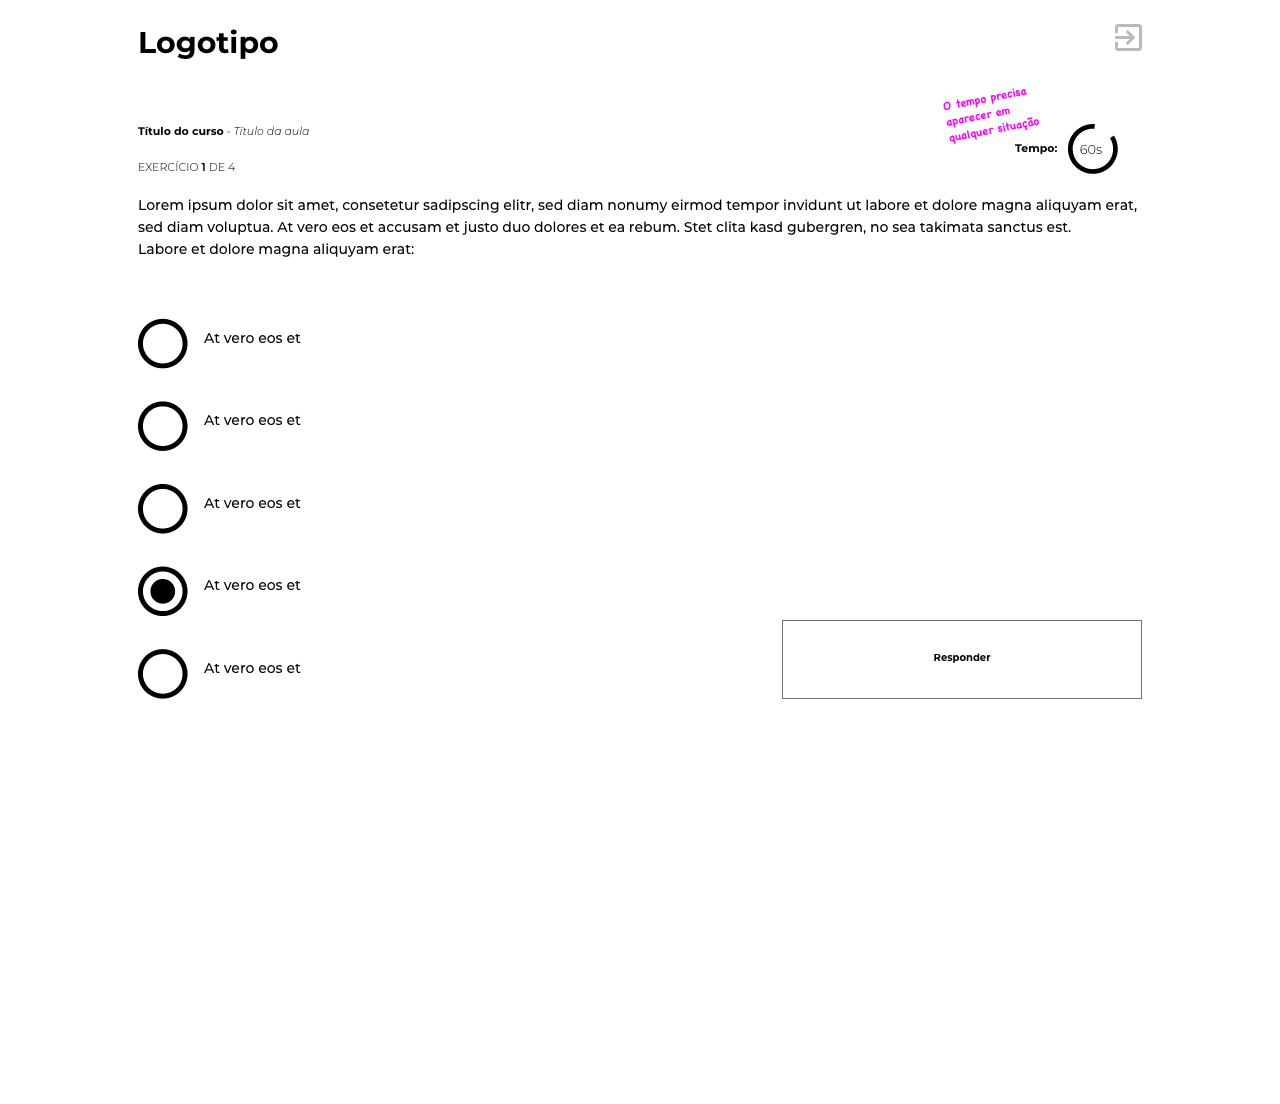 Logotipo
O tempo precisa
aparecer em
qualquer situação
Título do curso - Título da aula
Tempo:
60s
EXERCÍCIO 1 DE 4
Lorem ipsum dolor sit amet, consetetur sadipscing elitr, sed diam nonumy eirmod tempor invidunt ut labore et dolore magna aliquyam erat,
sed diam voluptua. At vero eos et accusam et justo duo dolores et ea rebum. Stet clita kasd gubergren, no sea takimata sanctus est.
Labore et dolore magna aliquyam erat:
At vero eos et
At vero eos et
At vero eos et
At vero eos et
At vero eos et
Responder